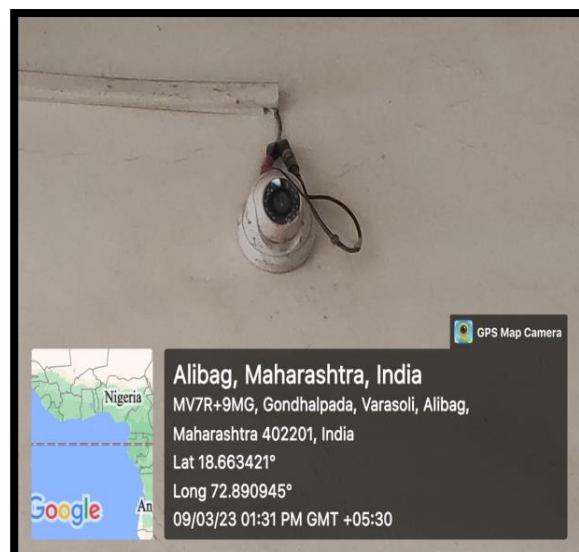 GPS Map Camera
Nigeria
Google
An
Alibag, Maharashtra, India
MV7R+9MG, Gondhalpada, Varasoli, Alibag,
Maharashtra 402201, India
Lat 18.663421°
Long 72.890945°
09/03/23 01:31 PM GMT +05:30